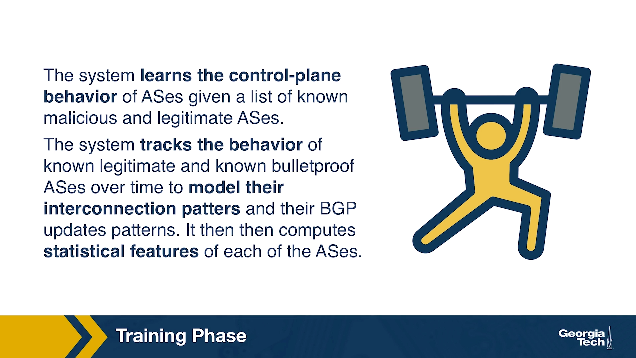 The system learns the control-plane
behavior of ASes given a list of known
malicious and legitimate ASes.
The system tracks the behavior of
known legitimate and known bulletproof
ASes over time to model their
interconnection patters and their BGP
updates patterns. It then then computes
statistical features of each of the ASes.
Training Phase
Georgia
Tech